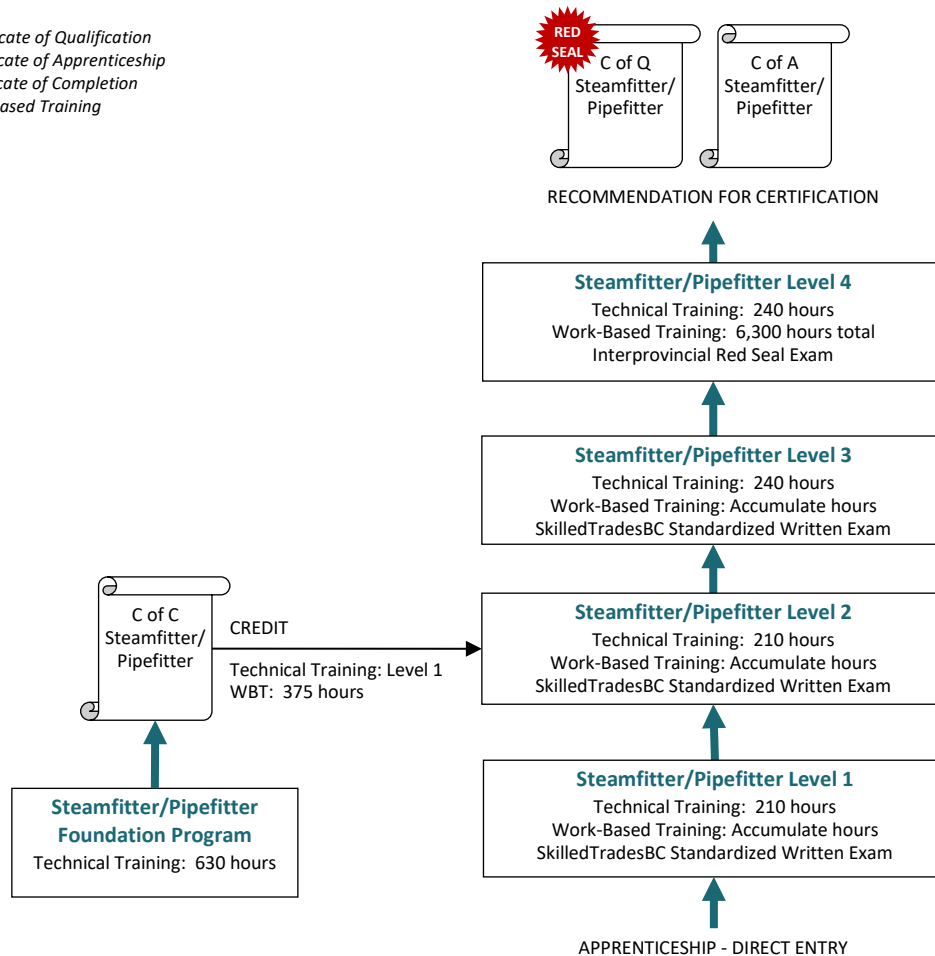 cate of Qualification
cate of Apprenticeship
cate of Completion
ased Training
RED
SEAL
C of Q
Steamfitter/
Pipefitter
C of A
Steamfitter/
Pipefitter
RECOMMENDATION FOR CERTIFICATION
Steamfitter/Pipefitter Level 4
Technical Training: 240 hours
Work-Based Training: 6,300 hours total
Interprovincial Red Seal Exam
Steamfitter/Pipefitter Level 3
Technical Training: 240 hours
Work-Based Training: Accumulate hours
SkilledTradesBC Standardized Written Exam
C of C
Steamfitter/
Pipefitter
CREDIT
Technical Training: Level 1
WBT: 375 hours
Steamfitter/Pipefitter Level 2
Technical Training: 210 hours
Work-Based Training: Accumulate hours
SkilledTradesBC Standardized Written Exam
Steamfitter/Pipefitter
Foundation Program
Technical Training: 630 hours
Steamfitter/Pipefitter Level 1
Technical Training: 210 hours
Work-Based Training: Accumulate hours
SkilledTradesBC Standardized Written Exam
APPRENTICESHIP - DIRECT ENTRY